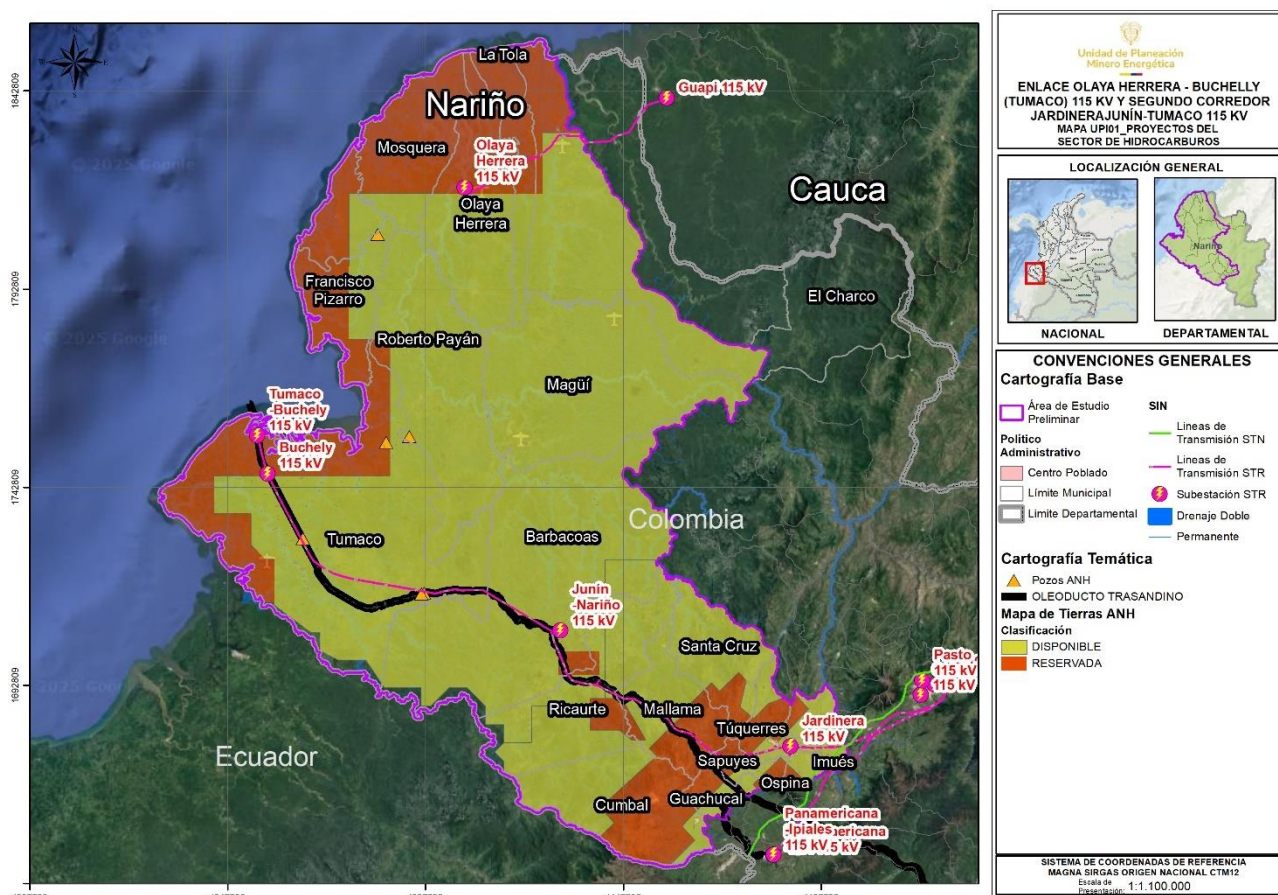 La Tola
Nariño
Guapi 115 kV
Mosquera
Olaya
Herrera
115 kV
Olaya
Herrera
Cauca
Francisco
Pizarro
El Charco
Roberto Payán
Magüí
Tumaco
-Buchely
115 kV
Buchely
115 kV
Colombia
Tumaco
Barbacoas
Junin
-Nariño
115 kV
Santa Cruz
Pasto
115 kV
115 kV
Ricaurte
Mallama
Túquerres
Jardinera
115 kV
Ecuador
Sapuyes
Imués
Ospina
Cumbal
Guachucal
Panamericana
-Ipiales
115 kV
1842809
1792809
1742809
1692809
© 2025 Google
Unidad de Planeación
Minero Energética
ENLACE OLAYA HERRERA - BUCHELLY
(TUMACO) 115 KV Y SEGUNDO CORREDOR
JARDINERAJUNÍN-TUMACO 115 KV
MAPA UPI01_PROYECTOS DEL
SECTOR DE HIDROCARBUROS
LOCALIZACIÓN GENERAL
Nariño
NACIONAL
DEPARTAMENTAL
CONVENCIONES GENERALES
Cartografía Base
Área de Estudio
Preliminar
Político
Administrativo
Centro Poblado
Límite Municipal
Limite Departamental
SIN
Lineas de
Transmisión STN
Lineas de
Transmisión STR
Subestación STR
Drenaje Doble
Permanente
Cartografía Temática
Pozos ANH
OLEODUCTO TRASANDINO
Mapa de Tierras ANH
Clasificación
DISPONIBLE
RESERVADA
SISTEMA DE COORDENADAS DE REFERENCIA
MAGNA SIRGAS ORIGEN NACIONAL CTM12
Escala de
Presentación: 1:1.100.000